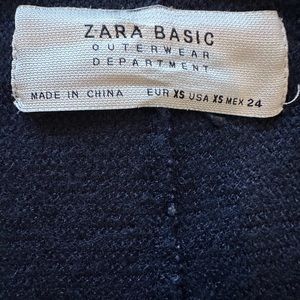 ZARA BASIC
OUTERWEAR
DEPARTMENT
MADE IN CHINA EUR XS USA XS MEX 24